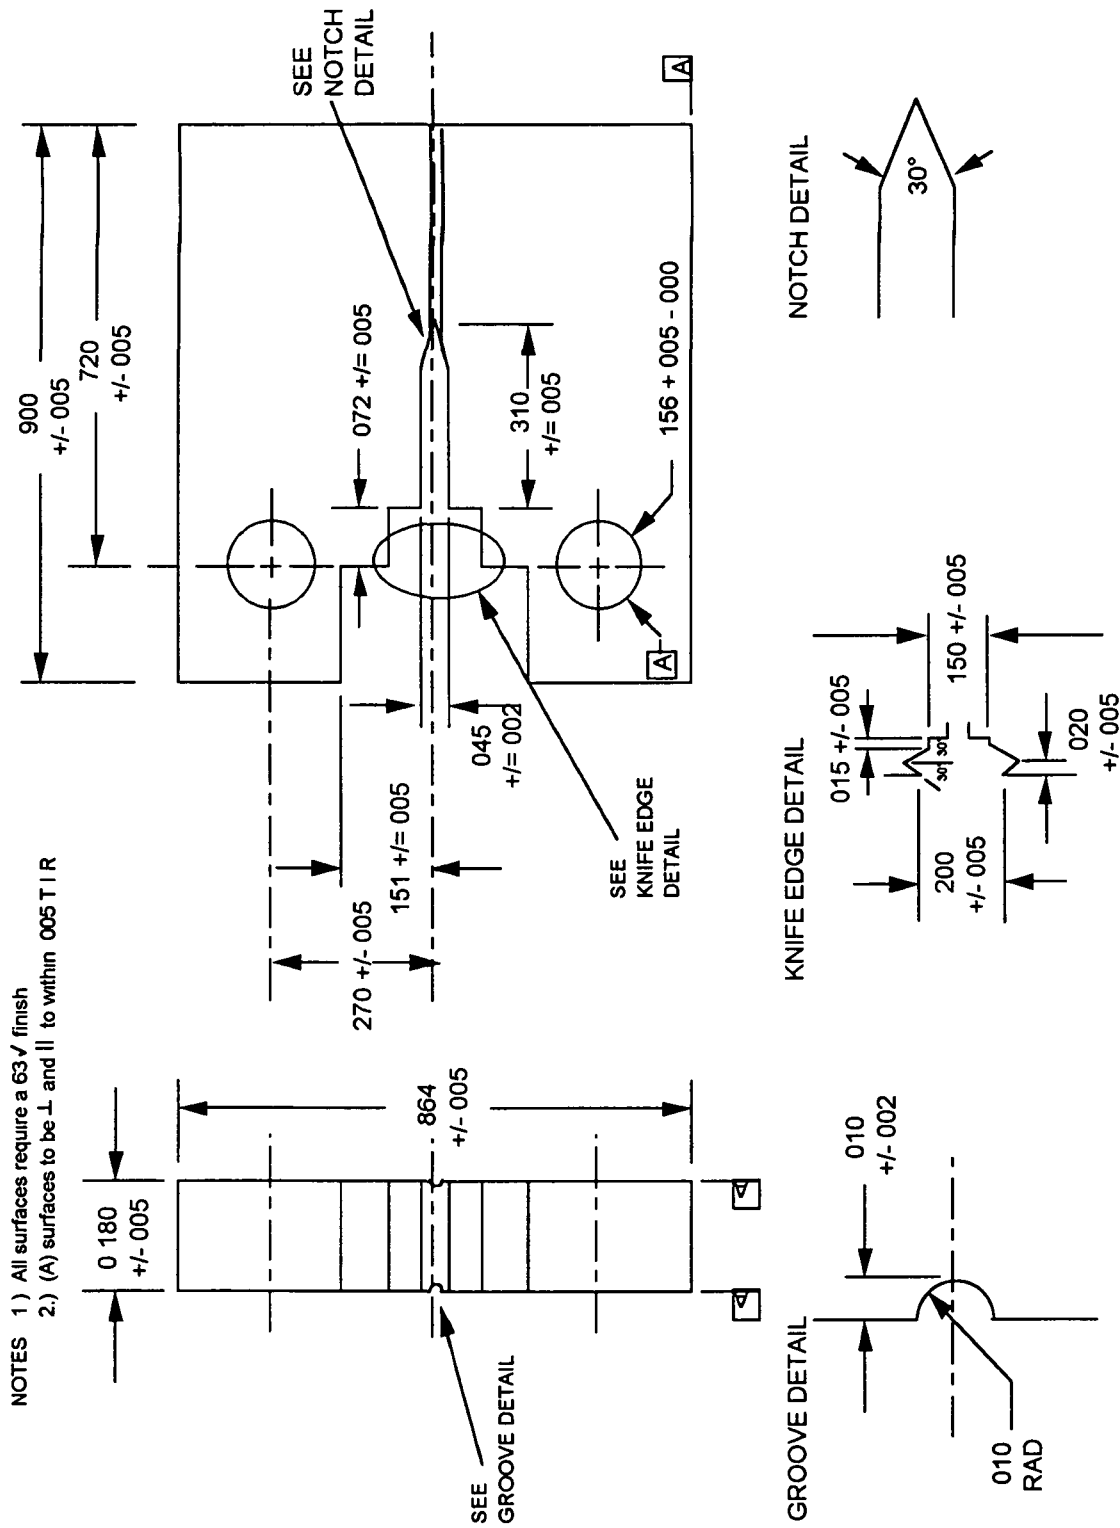 NOTES 1 ) All surfaces require a 63√ finish
2.) (A) surfaces to be ⊥ and || to within 005 T I R
0 180
+/- 005
864
+/- 005
SEE
GROOVE DETAIL
A
A
900
+/- 005
720
+/- 005
SEE
NOTCH
DETAIL
072 +/= 005
310
+/= 005
156 + 005 - 000
270 +/- 005
151 +/= 005
045
+/= 002
SEE
KNIFE EDGE
DETAIL
A
A
GROOVE DETAIL
010
+/- 002
010
RAD
KNIFE EDGE DETAIL
015 +/- 005
150 +/- 005
30°
30°
200
+/- 005
020
+/- 005
NOTCH DETAIL
30°